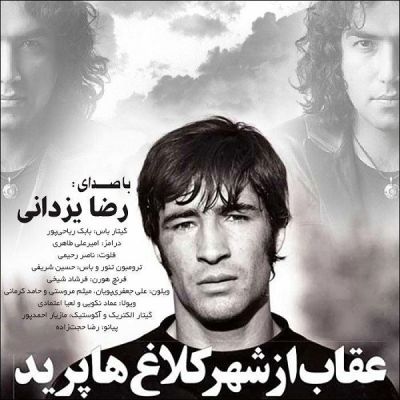 با صدای :
رضا یزدانی
گیتار باس: بابک ریاحی‌پور
درامز: امیرعلی طاهری
فلوت: ناصر رحیمی
ترومبون تنور و باس: حسین شریفی
فرنچ هورن: فرشاد شیخی
ویلون: علی جعفری‌پویان، میثم مروستی و حامد کرمانی
ویولا: عماد نکویی و لعیا اعتمادی
گیتار الکتریک و آکوستیک: مازیار احمدپور
پیانو: رضا حجت‌زاده
عقاب از شهر کلاغ ها پرید